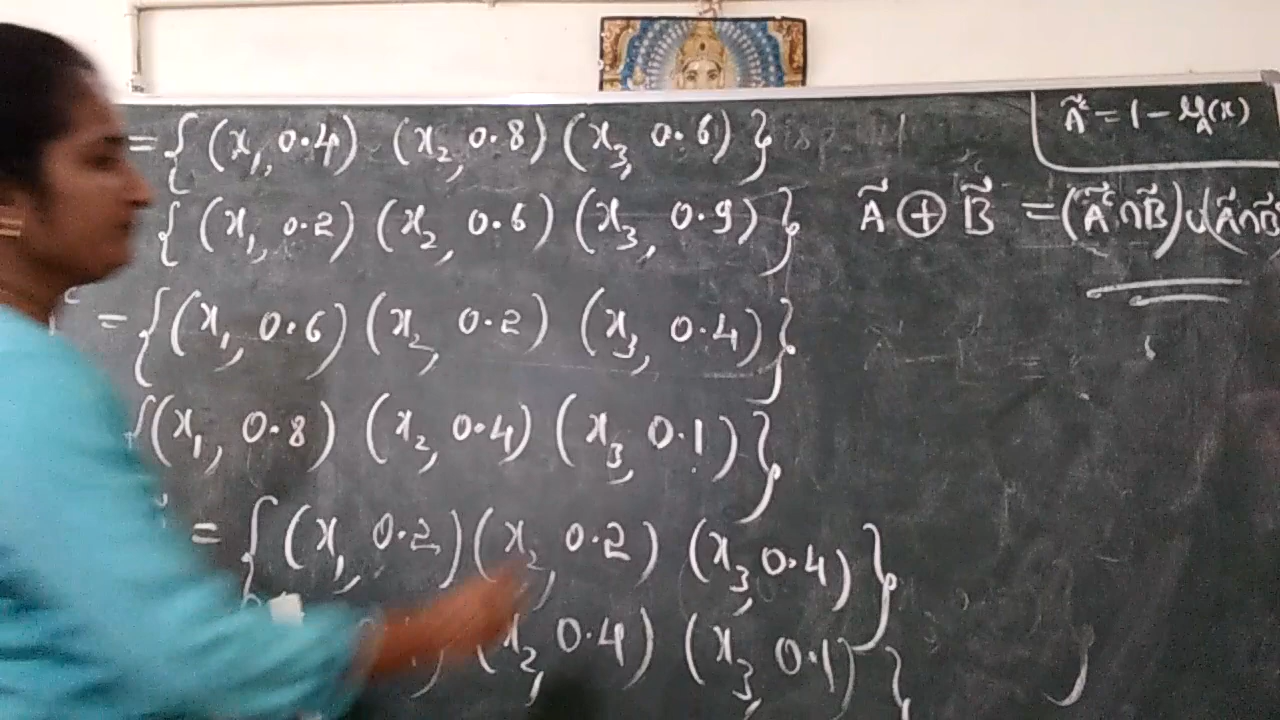 = {(x₁, 0.4) (x₂, 0.8) (x₃, 0.6)}
{(x₁, 0.2) (x₂, 0.6) (x₃, 0.9)}
c = {(x₁, 0.6) (x₂, 0.2) (x₃, 0.4)}
{(x₁, 0.8) (x₂, 0.4) (x₃, 0.1)}
= {(x₁, 0.2) (x₂, 0.2) (x₃, 0.4)}
(x₂, 0.4) (x₃, 0.1)}
Ã^c = 1 - μ_A(x)
Ã ⊕ B̃ = (Ã^c ∩ B̃) ∪ (Ã ∩ B̃